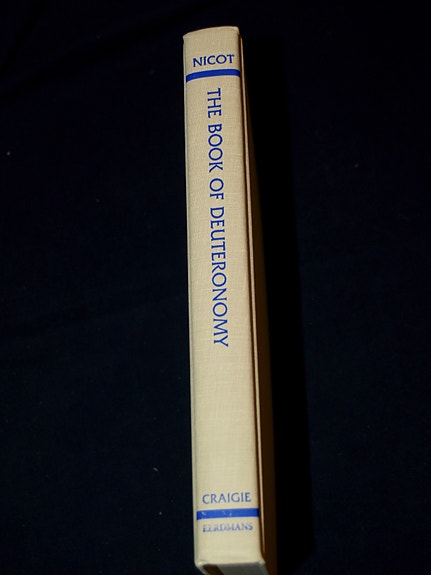 NICOT
THE BOOK OF DEUTERONOMY
CRAIGIE
EERDMANS